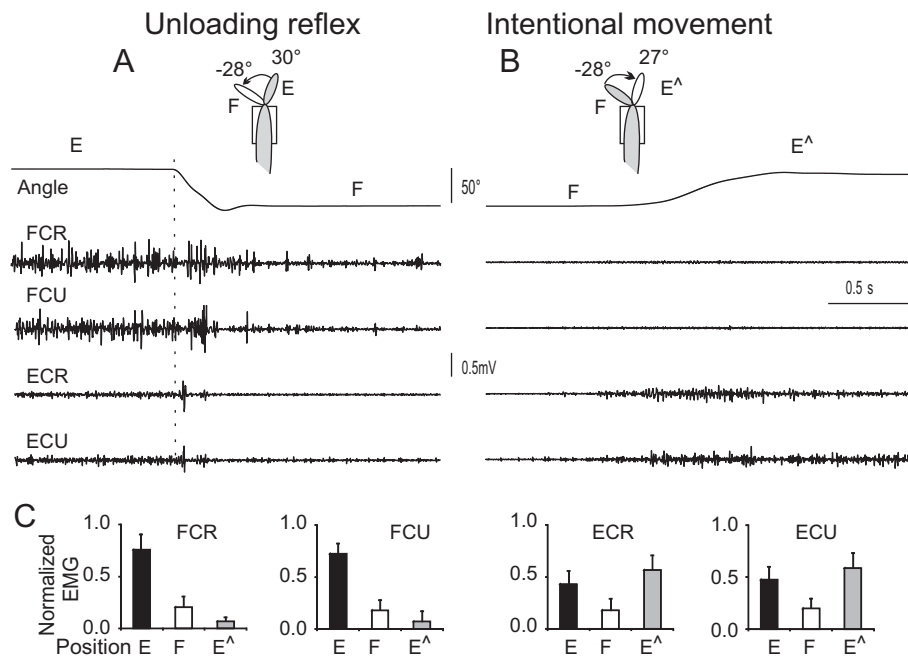 Unloading reflex
Intentional movement
A
30°
-28°
E
F
B
27°
-28°
E^
F
E
F
Angle
50°
F
E^
FCR
FCU
0.5 s
0.5mV
ECR
ECU
C
Normalized
EMG
1.0
0.5
0.0
FCR
Position E F E^
1.0
0.5
0.0
FCU
E F E^
1.0
0.5
0.0
ECR
E F E^
1.0
0.5
0.0
ECU
E F E^